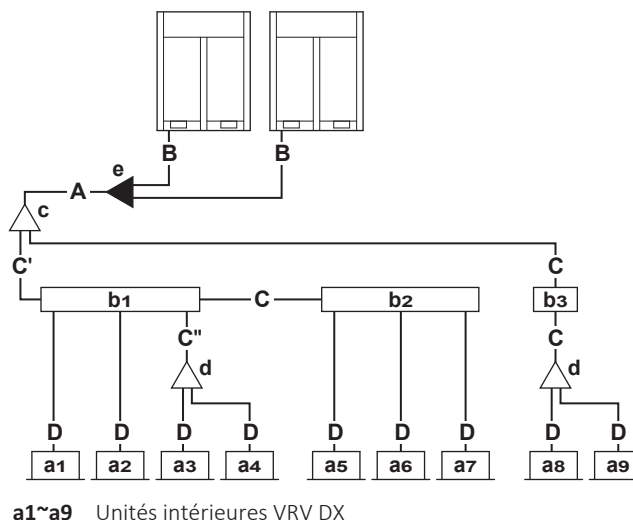 B B
e
A
c
C' C
b1 C b2 b3
C" C
d d
D D D D D D D D D
a1 a2 a3 a4 a5 a6 a7 a8 a9
a1~a9 Unités intérieures VRV DX